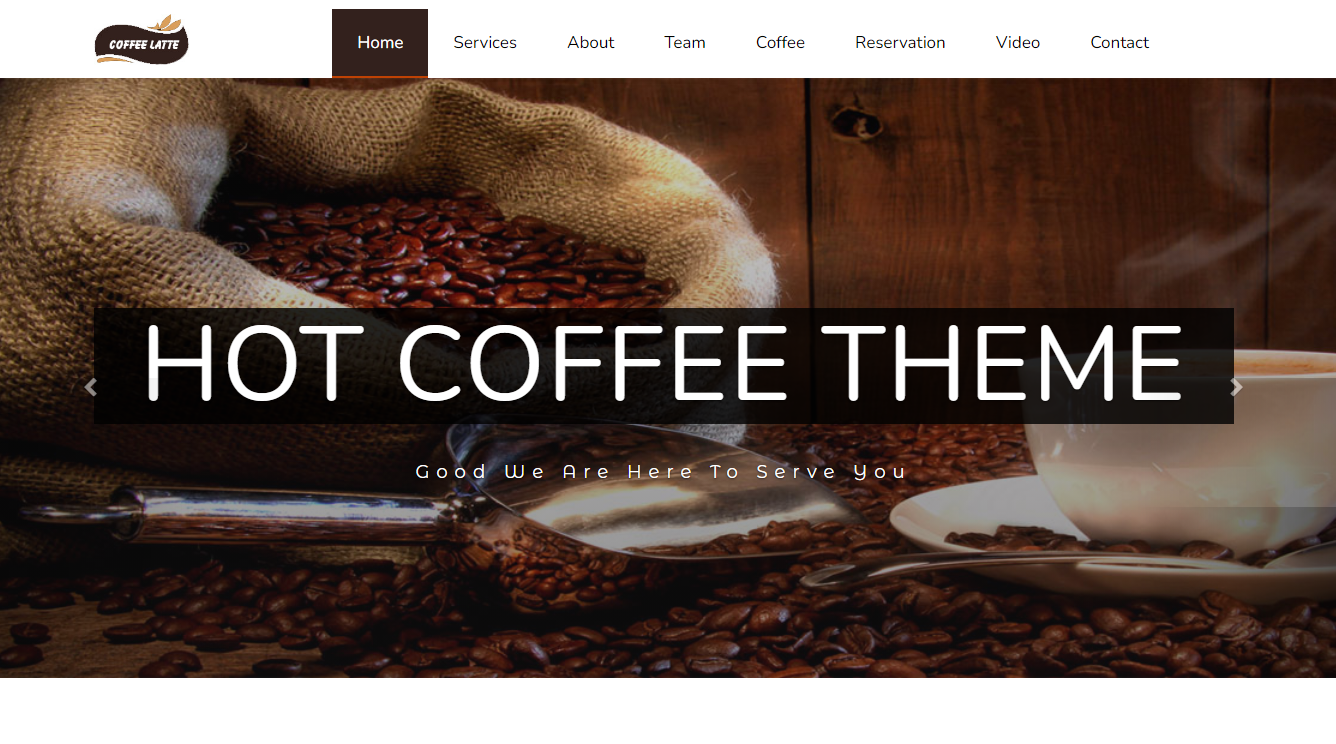 COFFEE LATTE
Home Services About Team Coffee Reservation Video Contact
HOT COFFEE THEME
Good We Are Here To Serve You